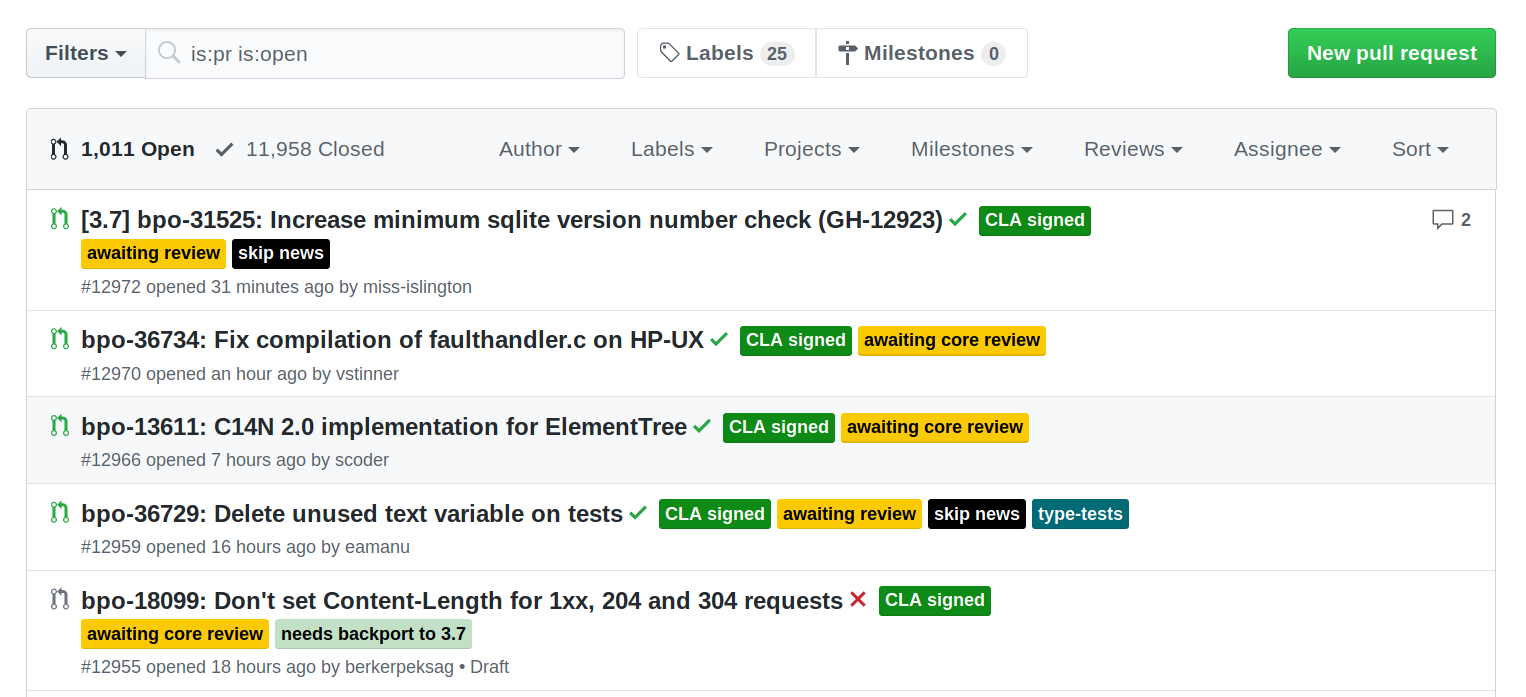 Filters is:pr is:open Labels 25 Milestones 0 New pull request
1,011 Open 11,958 Closed Author Labels Projects Milestones Reviews Assignee Sort
[3.7] bpo-31525: Increase minimum sqlite version number check (GH-12923) CLA signed 2
awaiting review skip news
#12972 opened 31 minutes ago by miss-islington
bpo-36734: Fix compilation of faulthandler.c on HP-UX CLA signed awaiting core review
#12970 opened an hour ago by vstinner
bpo-13611: C14N 2.0 implementation for ElementTree CLA signed awaiting core review
#12966 opened 7 hours ago by scoder
bpo-36729: Delete unused text variable on tests CLA signed awaiting review skip news type-tests
#12959 opened 16 hours ago by eamanu
bpo-18099: Don't set Content-Length for 1xx, 204 and 304 requests CLA signed
awaiting core review needs backport to 3.7
#12955 opened 18 hours ago by berkerpeksag • Draft